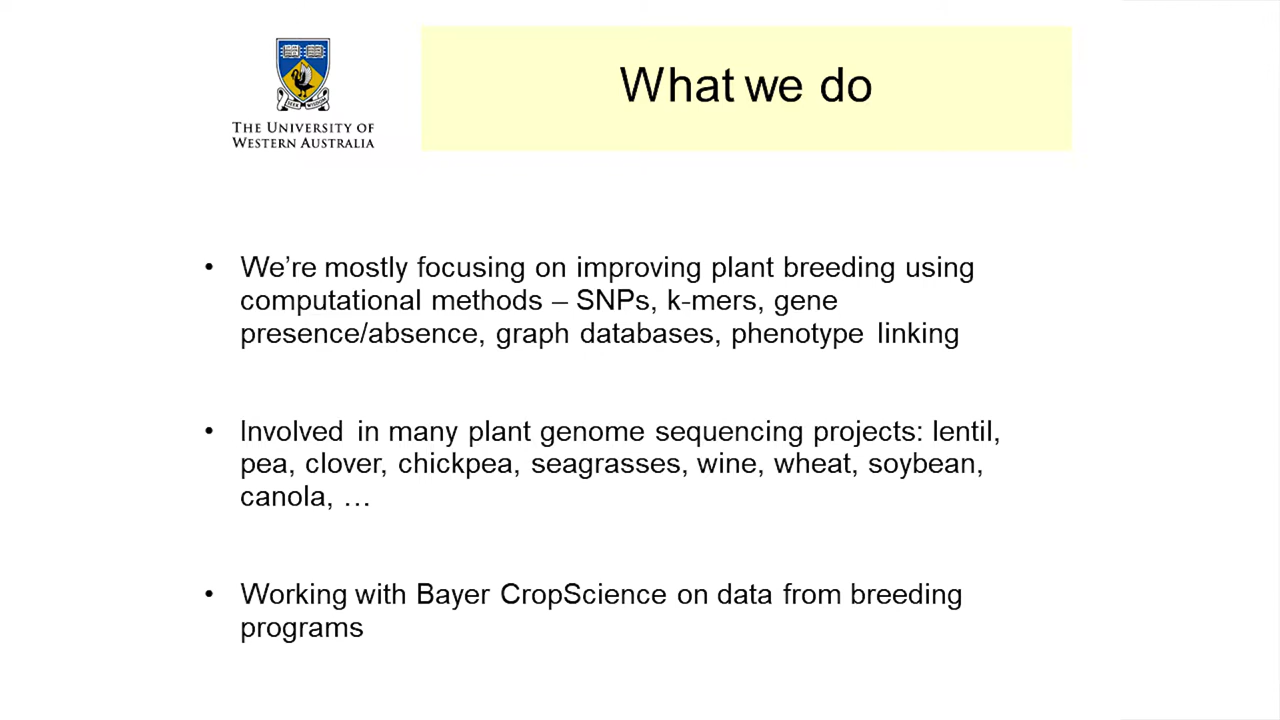 SEEK WISDOM
THE UNIVERSITY OF
WESTERN AUSTRALIA
What we do
• We’re mostly focusing on improving plant breeding using
computational methods – SNPs, k-mers, gene
presence/absence, graph databases, phenotype linking
• Involved in many plant genome sequencing projects: lentil,
pea, clover, chickpea, seagrasses, wine, wheat, soybean,
canola, …
• Working with Bayer CropScience on data from breeding
programs